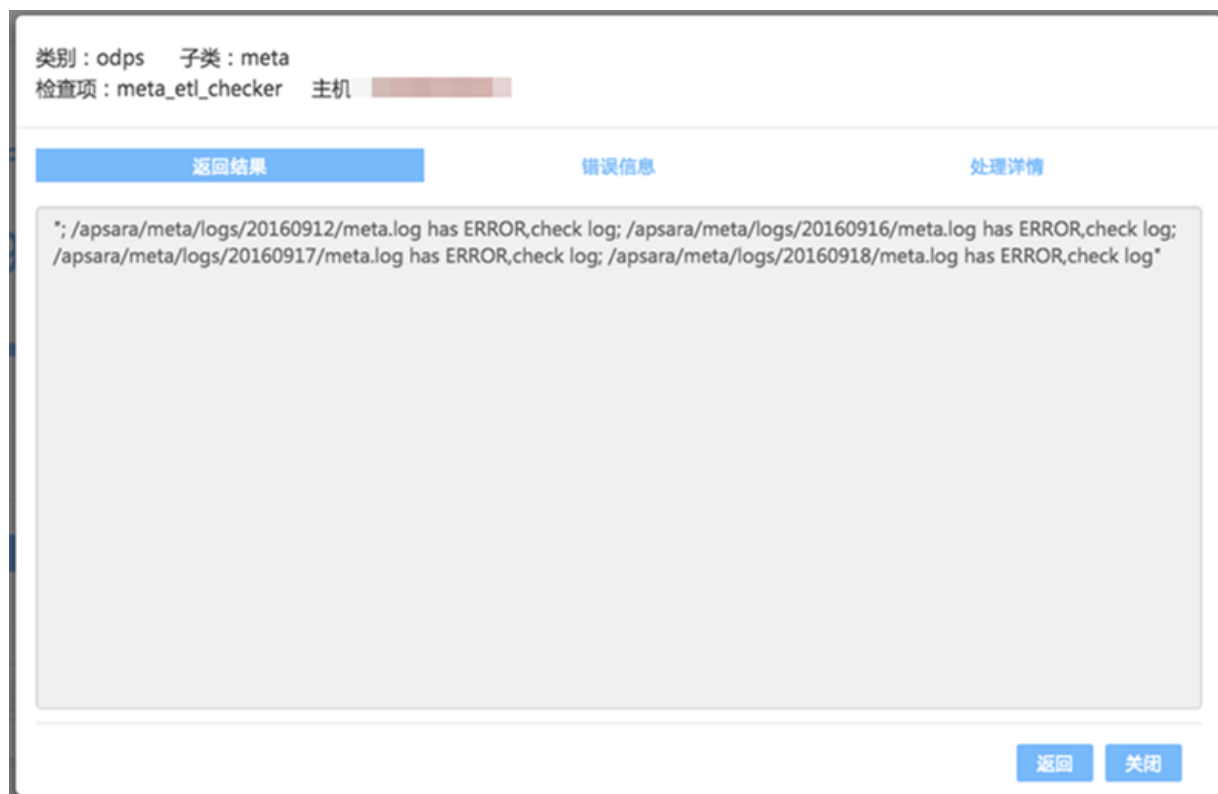 类别：odps 子类：meta
检查项：meta_etl_checker 主机
返回结果 错误信息 处理详情
"; /apsara/meta/logs/20160912/meta.log has ERROR,check log; /apsara/meta/logs/20160916/meta.log has ERROR,check log;
/apsara/meta/logs/20160917/meta.log has ERROR,check log; /apsara/meta/logs/20160918/meta.log has ERROR,check log"
返回 关闭